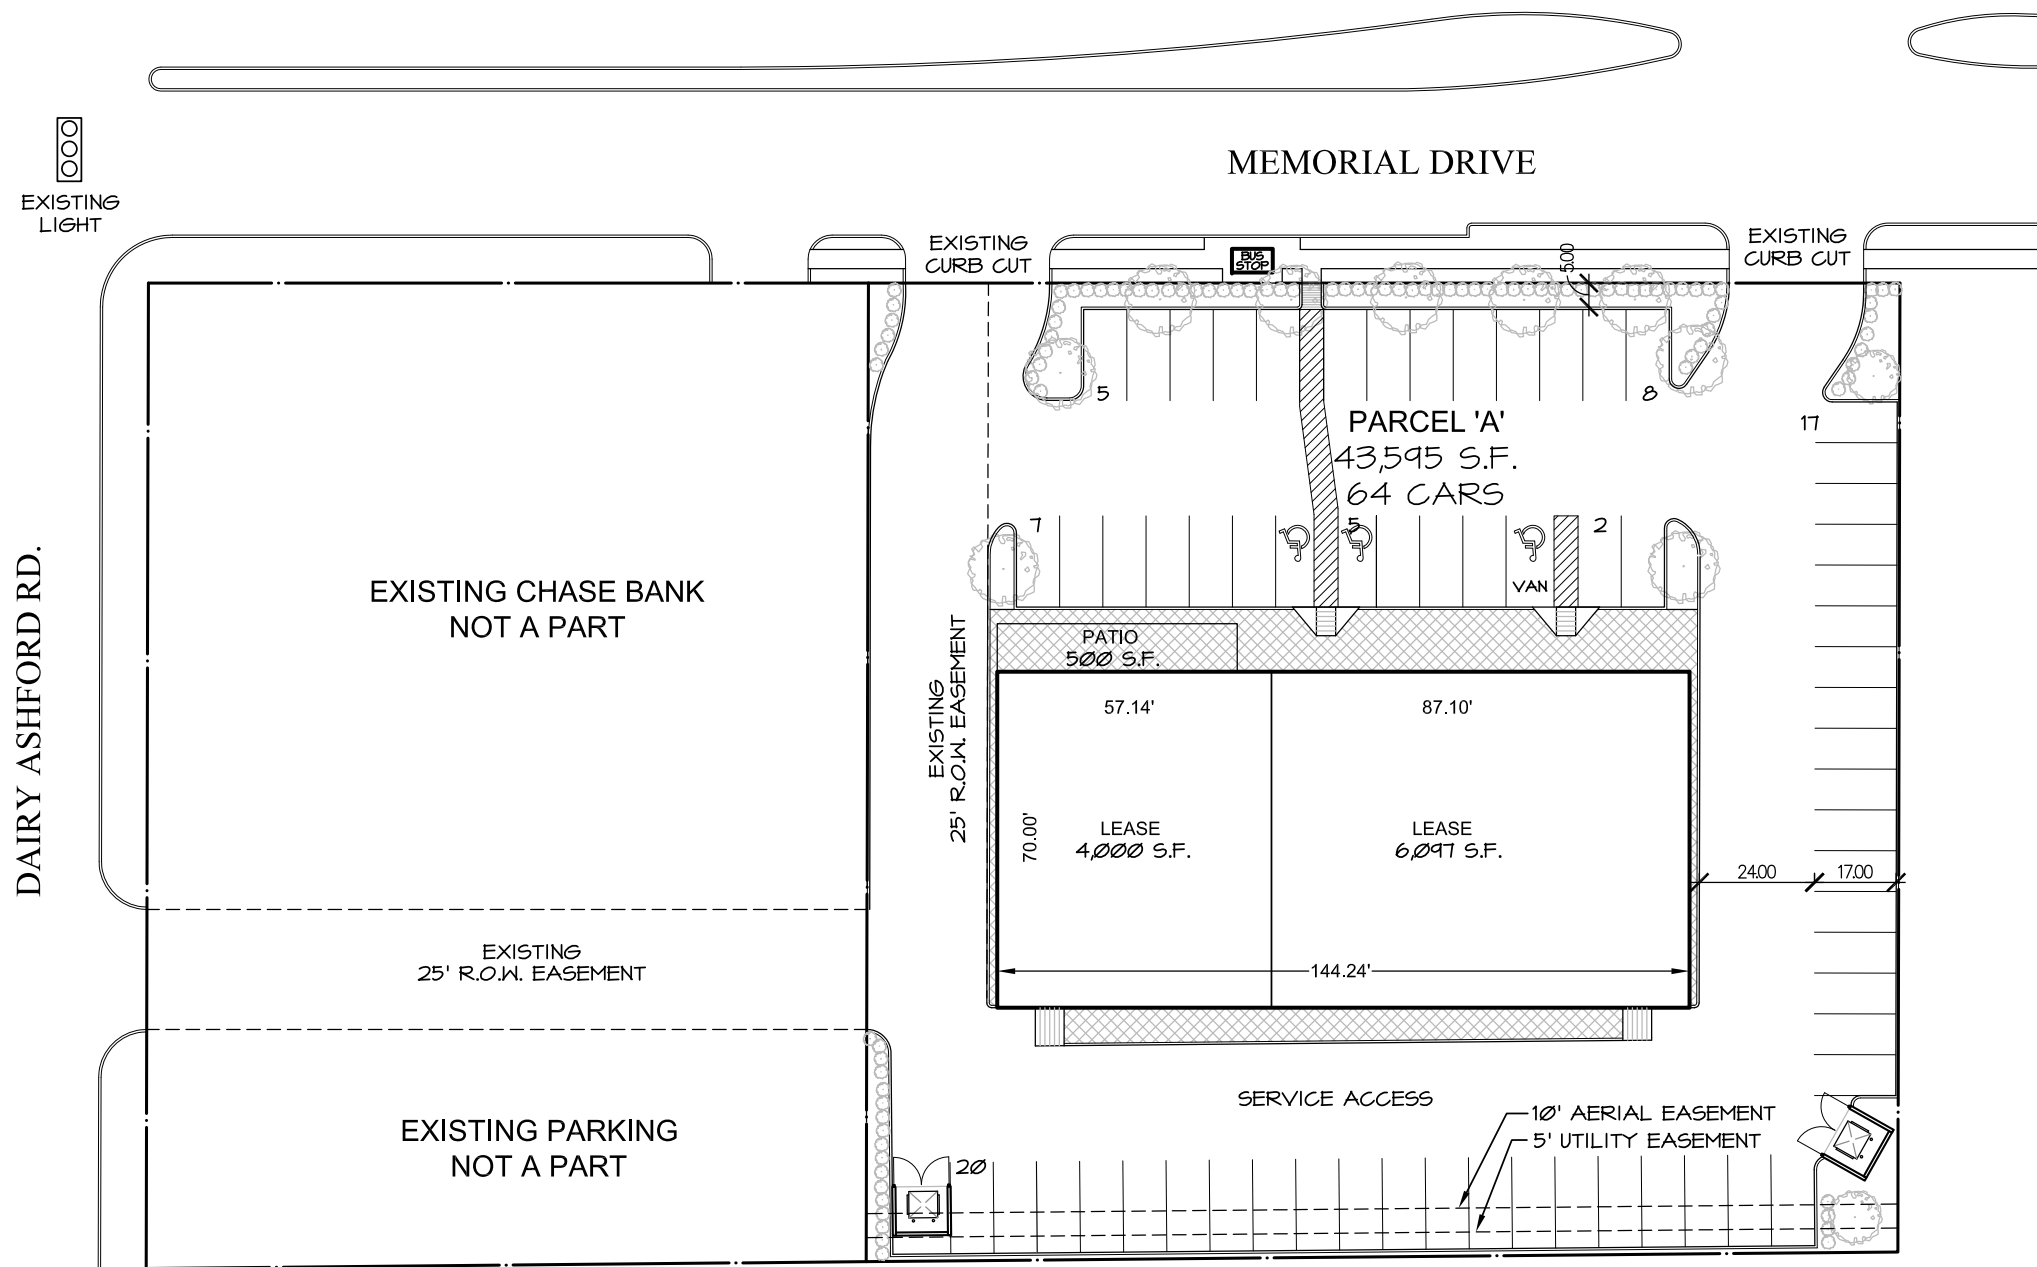 MEMORIAL DRIVE
EXISTING
LIGHT
EXISTING
CURB CUT
BUS
STOP
5.00
EXISTING
CURB CUT
5
8
PARCEL 'A'
43,595 S.F.
64 CARS
17
7
5
2
VAN
DAIRY ASHFORD RD.
EXISTING CHASE BANK
NOT A PART
EXISTING
25' R.O.W. EASEMENT
PATIO
500 S.F.
57.14'
87.10'
70.00'
LEASE
4,000 S.F.
LEASE
6,097 S.F.
24.00
17.00
144.24'
EXISTING
25' R.O.W. EASEMENT
SERVICE ACCESS
10' AERIAL EASEMENT
5' UTILITY EASEMENT
EXISTING PARKING
NOT A PART
20